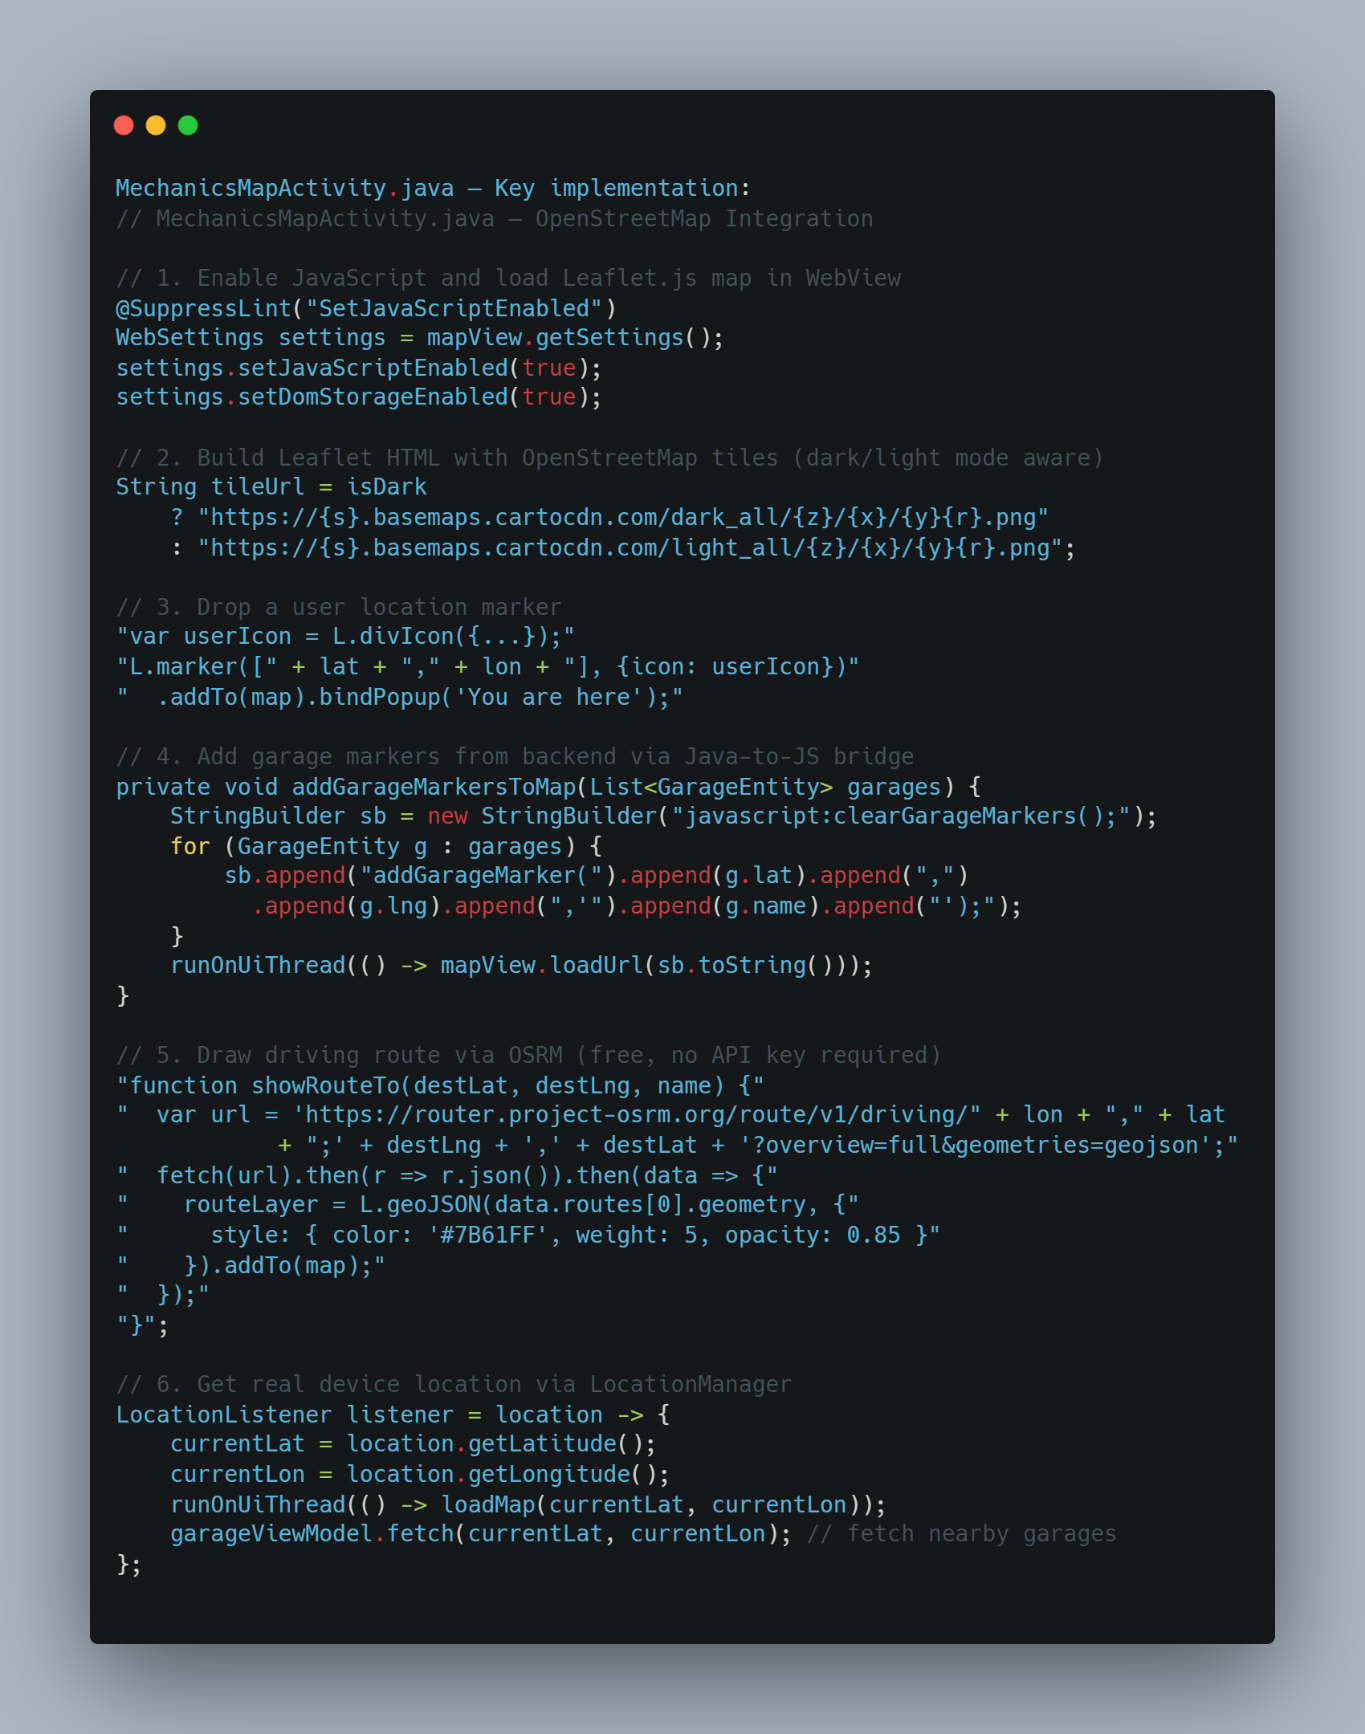 MechanicsMapActivity.java — Key implementation:
// MechanicsMapActivity.java — OpenStreetMap Integration
// 1. Enable JavaScript and load Leaflet.js map in WebView
@SuppressLint("SetJavaScriptEnabled")
WebSettings settings = mapView.getSettings();
settings.setJavaScriptEnabled(true);
settings.setDomStorageEnabled(true);
// 2. Build Leaflet HTML with OpenStreetMap tiles (dark/light mode aware)
String tileUrl = isDark
    ? "https://{s}.basemaps.cartocdn.com/dark_all/{z}/{x}/{y}{r}.png"
    : "https://{s}.basemaps.cartocdn.com/light_all/{z}/{x}/{y}{r}.png";
// 3. Drop a user location marker
"var userIcon = L.divIcon({...});"
"L.marker([" + lat + "," + lon + "], {icon: userIcon})"
"  .addTo(map).bindPopup('You are here');"
// 4. Add garage markers from backend via Java-to-JS bridge
private void addGarageMarkersToMap(List<GarageEntity> garages) {
    StringBuilder sb = new StringBuilder("javascript:clearGarageMarkers();");
    for (GarageEntity g : garages) {
        sb.append("addGarageMarker(").append(g.lat).append(",")
          .append(g.lng).append(",'").append(g.name).append("');");
    }
    runOnUiThread(() -> mapView.loadUrl(sb.toString()));
}
// 5. Draw driving route via OSRM (free, no API key required)
"function showRouteTo(destLat, destLng, name) {"
"  var url = 'https://router.project-osrm.org/route/v1/driving/" + lon + "," + lat
            + ";' + destLng + ',' + destLat + '?overview=full&geometries=geojson';"
"  fetch(url).then(r => r.json()).then(data => {"
"    routeLayer = L.geoJSON(data.routes[0].geometry, {"
"      style: { color: '#7B61FF', weight: 5, opacity: 0.85 }"
"    }).addTo(map);"
"  });"
"}";
// 6. Get real device location via LocationManager
LocationListener listener = location -> {
    currentLat = location.getLatitude();
    currentLon = location.getLongitude();
    runOnUiThread(() -> loadMap(currentLat, currentLon));
    garageViewModel.fetch(currentLat, currentLon); // fetch nearby garages
};